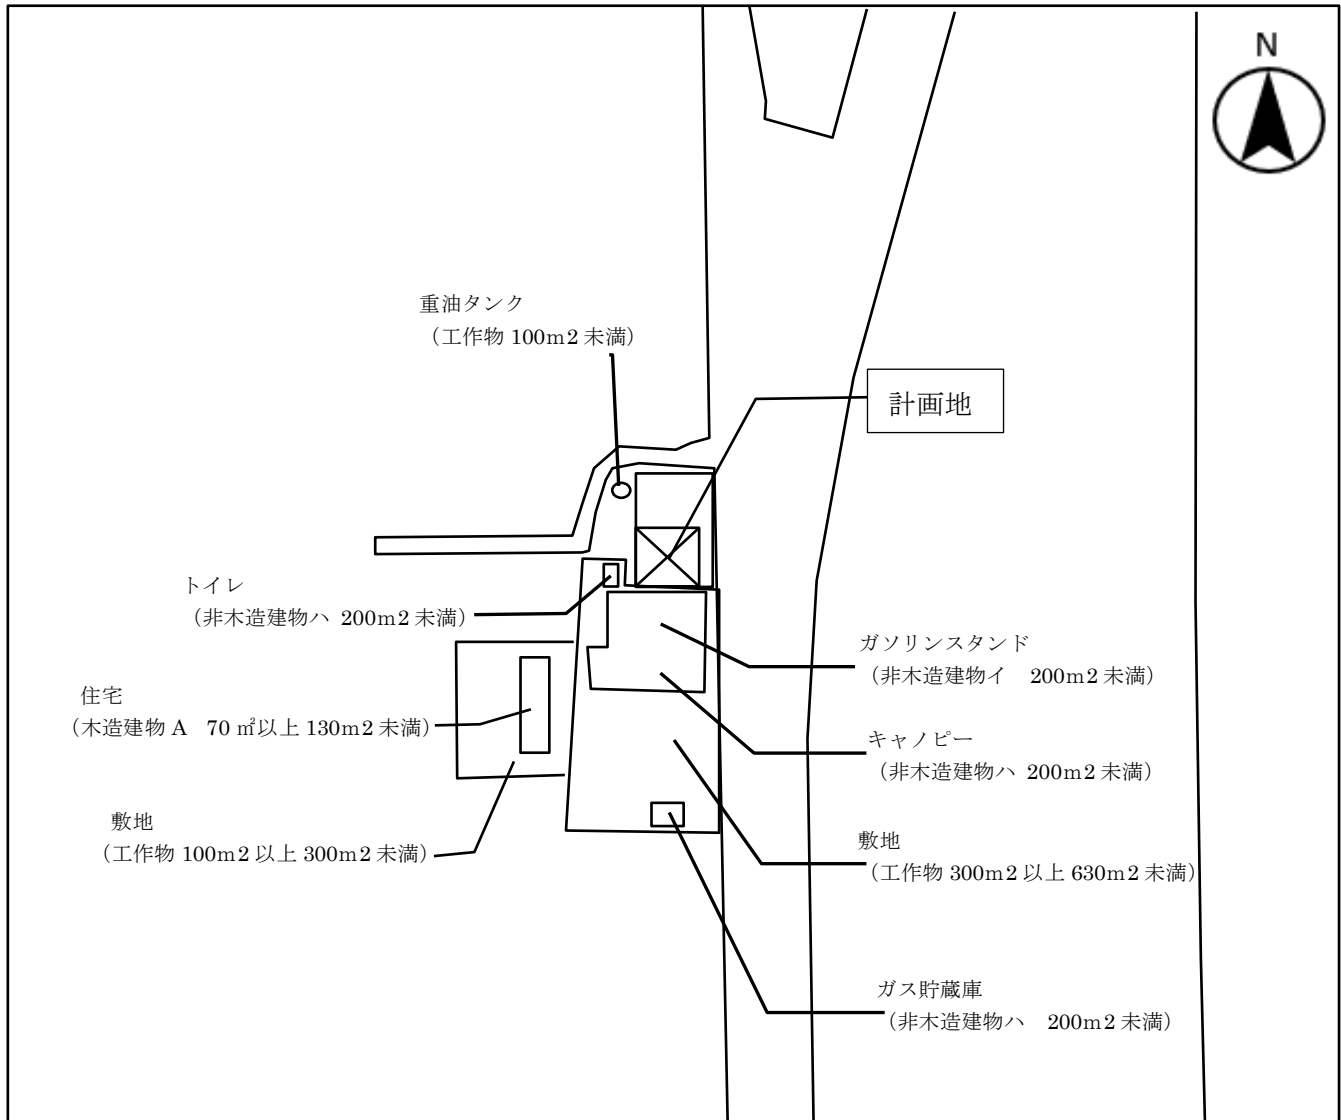 N
重油タンク
（工作物 100m2 未満）
計画地
トイレ
（非木造建物ハ 200m2 未満）
ガソリンスタンド
（非木造建物イ　200m2 未満）
住宅
（木造建物 A　70 ㎡以上 130m2 未満）
キャノピー
（非木造建物ハ 200m2 未満）
敷地
（工作物 100m2 以上 300m2 未満）
敷地
（工作物 300m2 以上 630m2 未満）
ガス貯蔵庫
（非木造建物ハ　200m2 未満）